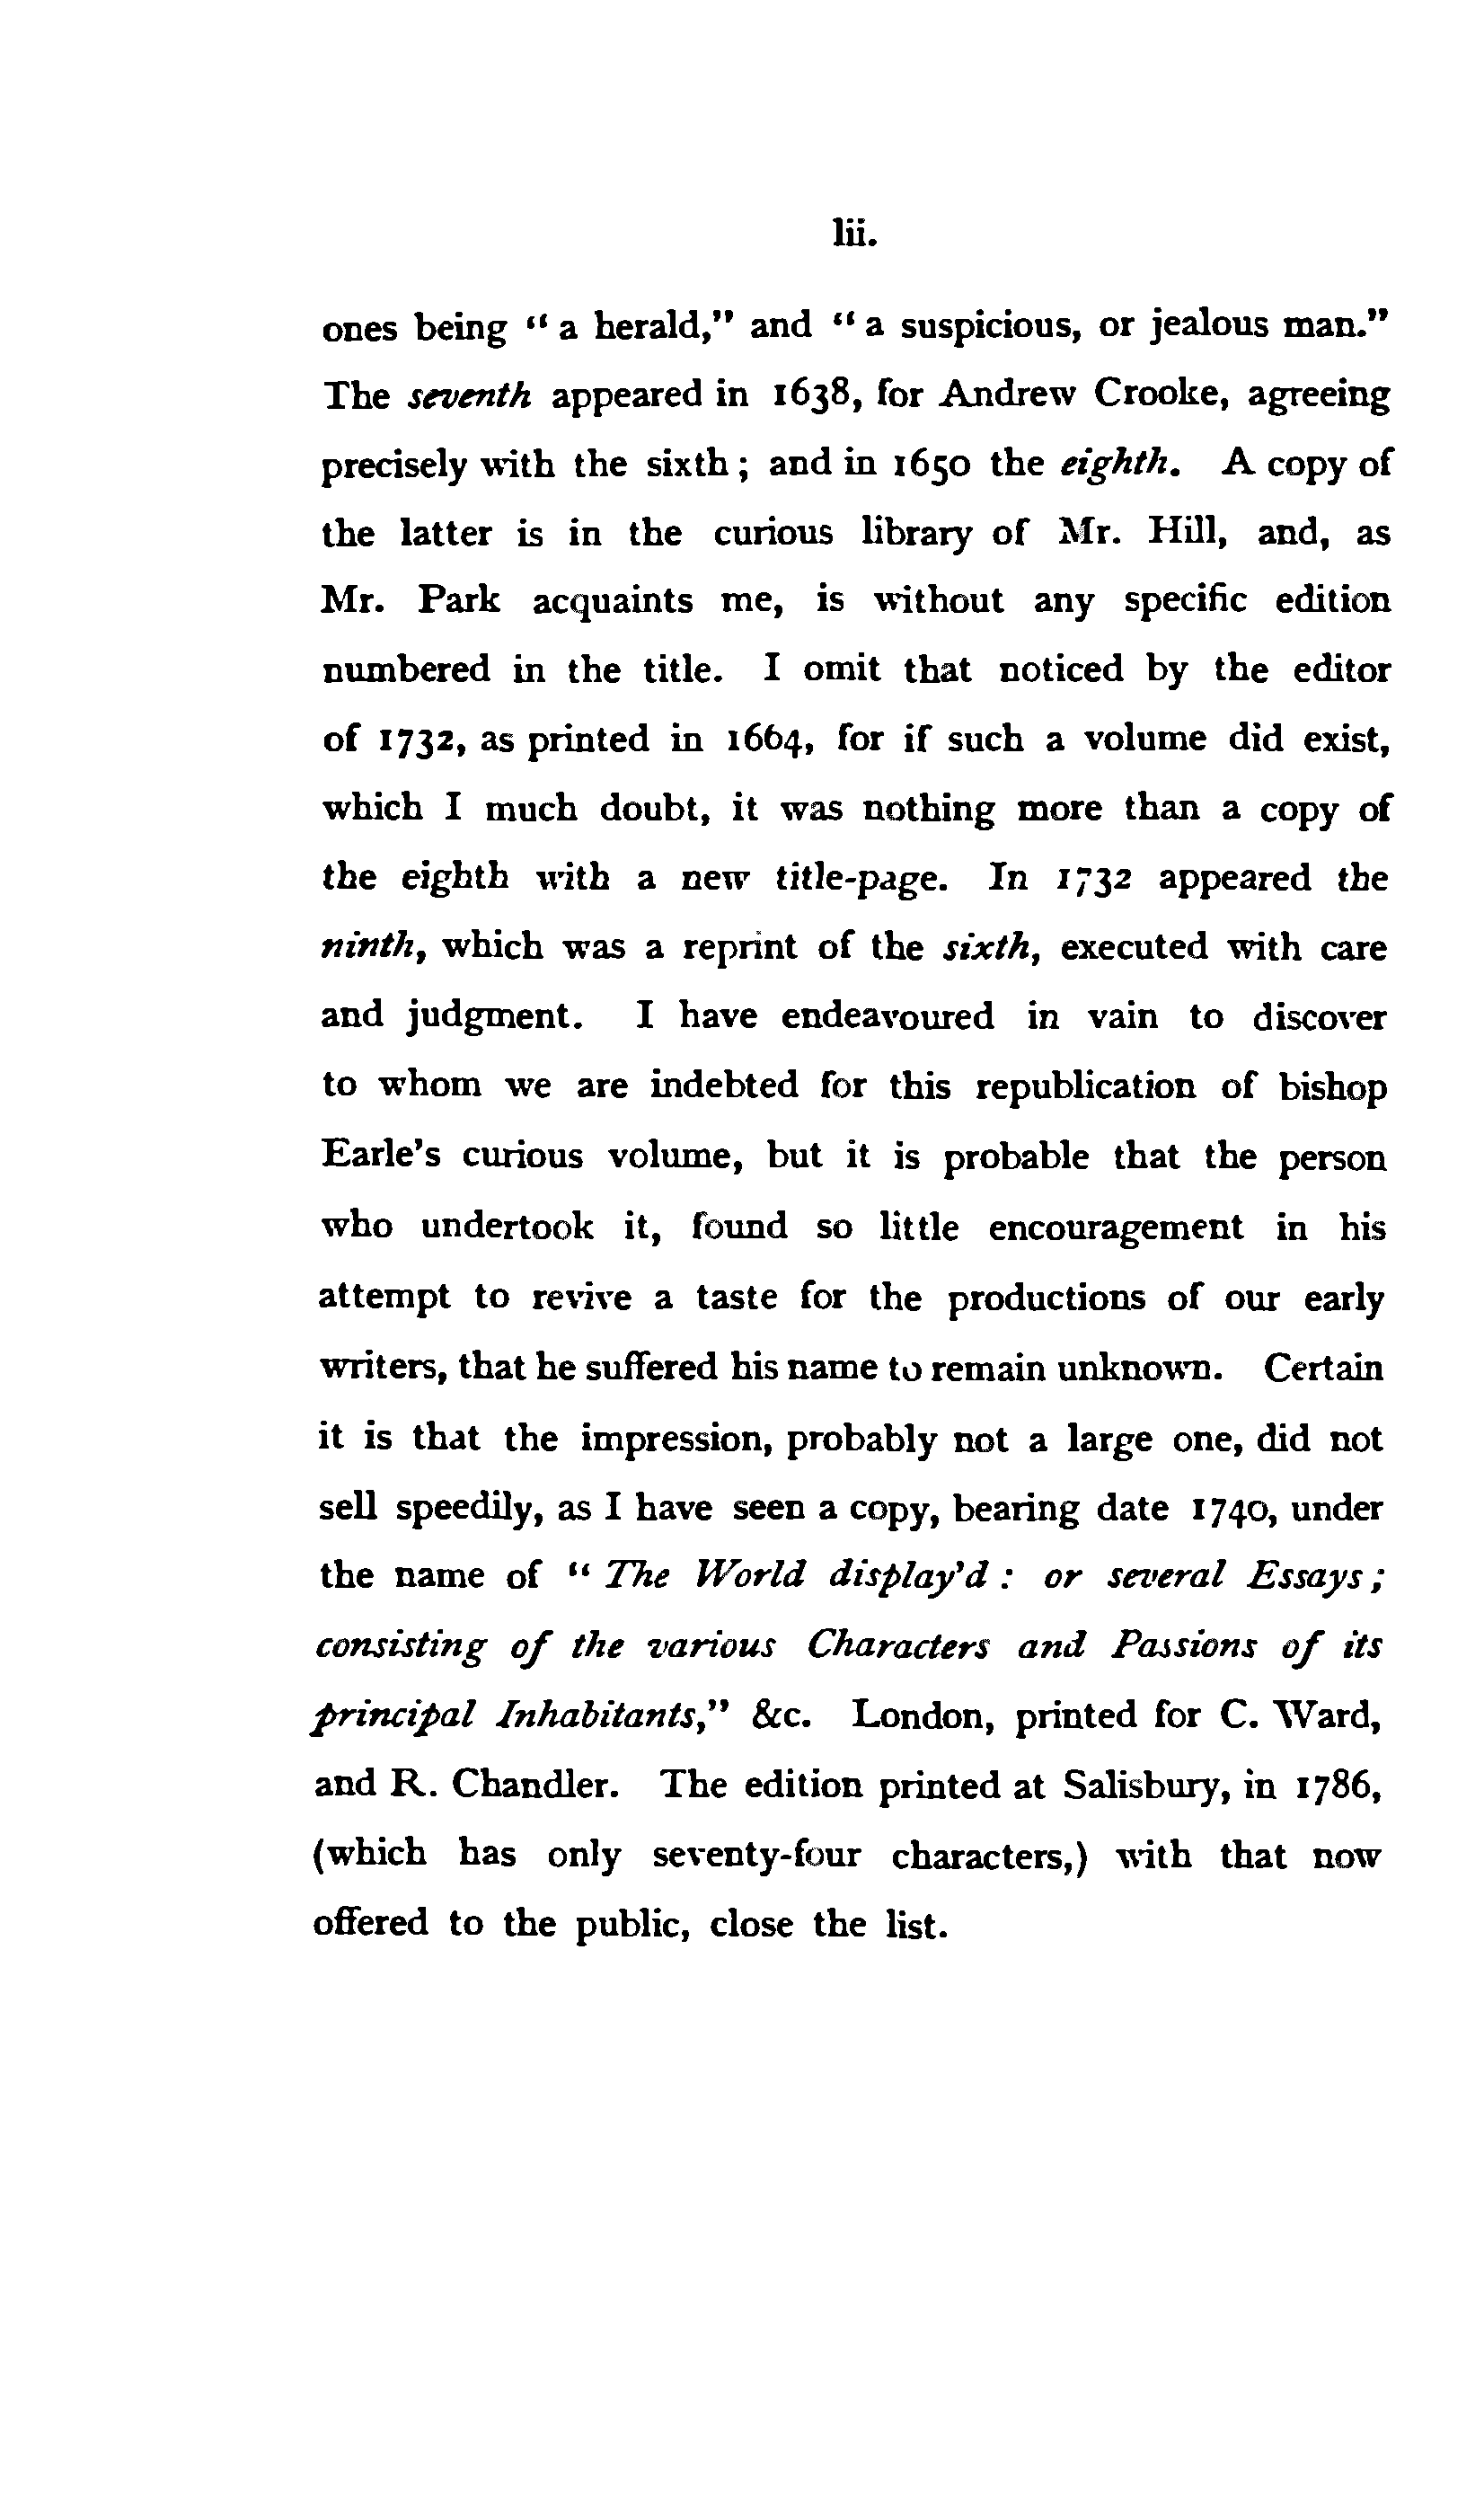 lii.
ones being " a herald," and " a suspicious, or jealous man."
The seventh appeared in 1638, for Andrew Crooke, agreeing
precisely with the sixth ; and in 1650 the eighth. A copy of
the latter is in the curious library of Mr. Hill, and, as
Mr. Park acquaints me, is without any specific edition
numbered in the title. I omit that noticed by the editor
of 1732, as printed in 1664, for if such a volume did exist,
which I much doubt, it was nothing more than a copy of
the eighth with a new title-page. In 1732 appeared the
ninth, which was a reprint of the sixth, executed with care
and judgment. I have endeavoured in vain to discover
to whom we are indebted for this republication of bishop
Earle's curious volume, but it is probable that the person
who undertook it, found so little encouragement in his
attempt to revive a taste for the productions of our early
writers, that he suffered his name to remain unknown. Certain
it is that the impression, probably not a large one, did not
sell speedily, as I have seen a copy, bearing date 1740, under
the name of " The World display'd : or several Essays ;
consisting of the various Characters and Passions of its
principal Inhabitants," &c. London, printed for C. Ward,
and R. Chandler. The edition printed at Salisbury, in 1786,
(which has only seventy-four characters,) with that now
offered to the public, close the list.